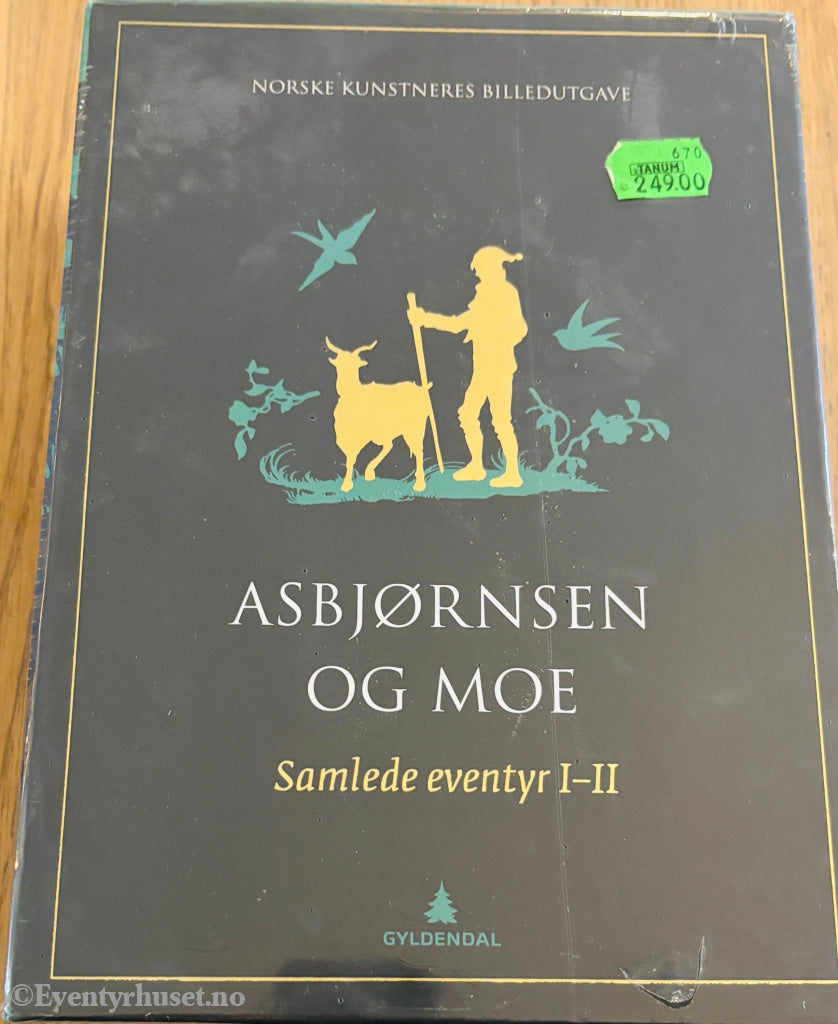 NORSKE KUNSTNERES BILLEDUTGAVE
670
TANUM
249.00
ASBJØRNSEN
OG MOE
Samlede eventyr I–II
GYLDENDAL
©Eventyrhuset.no